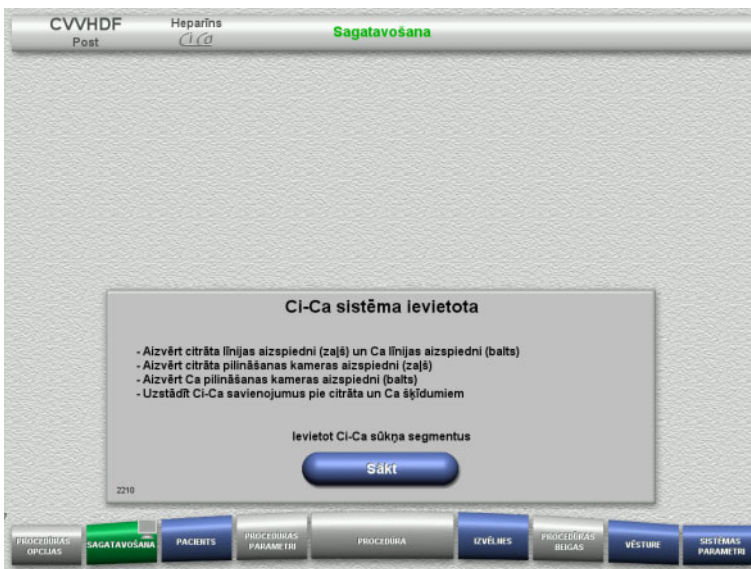 CVVHDF
Post
Heparīns
Ci Ca
Sagatavošana
Ci-Ca sistēma ievietota
- Aizvērt citrāta līnijas aizspiedni (zaļš) un Ca līnijas aizspiedni (balts)
- Aizvērt citrāta pilināšanas kameras aizspiedni (zaļš)
- Aizvērt Ca pilināšanas kameras aizspiedni (balts)
- Uzstādīt Ci-Ca savienojumus pie citrāta un Ca šķīdumiem
Ievietot Ci-Ca sūkņa segmentus
Sākt
2210
PROCEDŪRAS
OPCIJAS
SAGATAVOŠANA
PACIENTS
PROCEDŪRAS
PARAMETRI
PROCEDŪRA
IZVĒLNES
PROCEDŪRAS
BEIGAS
VĒSTURE
SISTĒMAS
PARAMETRI